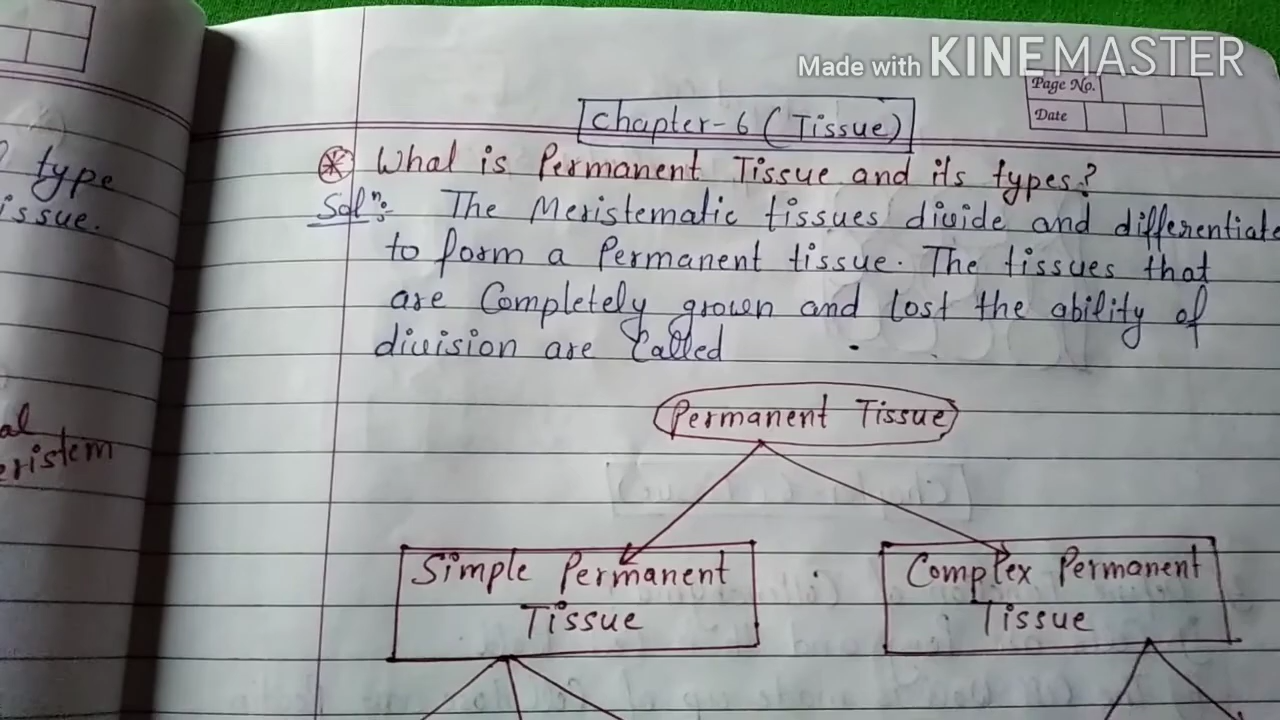 Made with KINEMASTER
Page No.
Date
Chapter-6 (Tissue)
What is Permanent Tissue and its types?
Solⁿ:- The Meristematic tissues divide and differentiate
to form a Permanent tissue. The tissues that
are Completely grown and lost the ability of
division are Called
Permanent Tissue
Simple Permanent
Tissue
Complex Permanent
Tissue
type
issue.
al
eristem